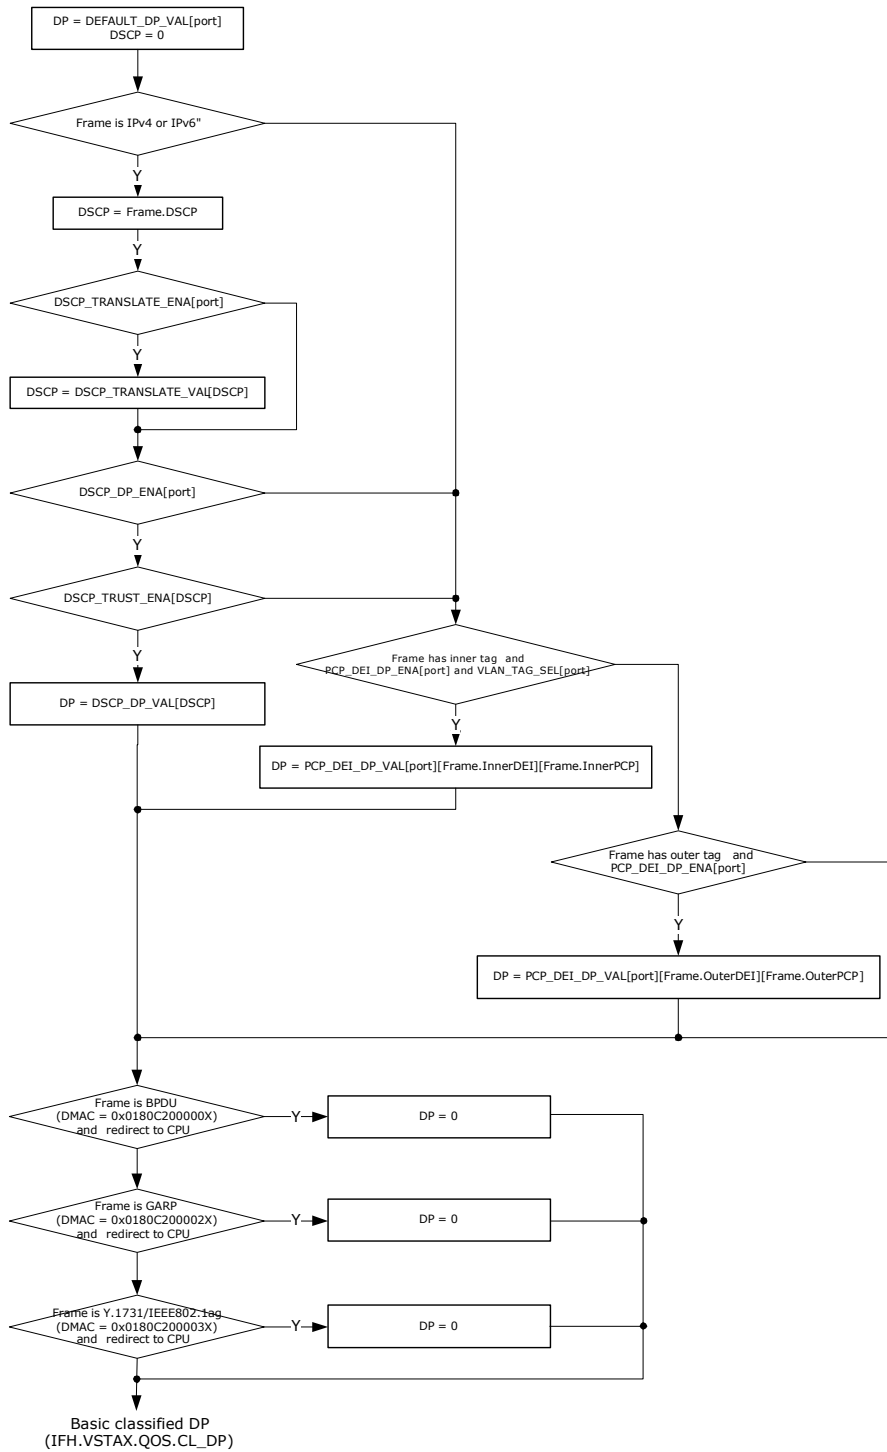 DP = DEFAULT_DP_VAL[port]
DSCP = 0
Frame is IPv4 or IPv6"
Y
DSCP = Frame.DSCP
Y
DSCP_TRANSLATE_ENA[port]
Y
DSCP = DSCP_TRANSLATE_VAL[DSCP]
DSCP_DP_ENA[port]
Y
DSCP_TRUST_ENA[DSCP]
Y
DP = DSCP_DP_VAL[DSCP]
Frame has inner tag and
PCP_DEI_DP_ENA[port] and VLAN_TAG_SEL[port]
Y
DP = PCP_DEI_DP_VAL[port][Frame.InnerDEI][Frame.InnerPCP]
Frame has outer tag and
PCP_DEI_DP_ENA[port]
Y
DP = PCP_DEI_DP_VAL[port][Frame.OuterDEI][Frame.OuterPCP]
Frame is BPDU
(DMAC = 0x0180C200000X)
and redirect to CPU
Y
DP = 0
Frame is GARP
(DMAC = 0x0180C200002X)
and redirect to CPU
Y
DP = 0
Frame is Y.1731/IEEE802.1ag
(DMAC = 0x0180C200003X)
and redirect to CPU
Y
DP = 0
Basic classified DP
(IFH.VSTAX.QOS.CL_DP)